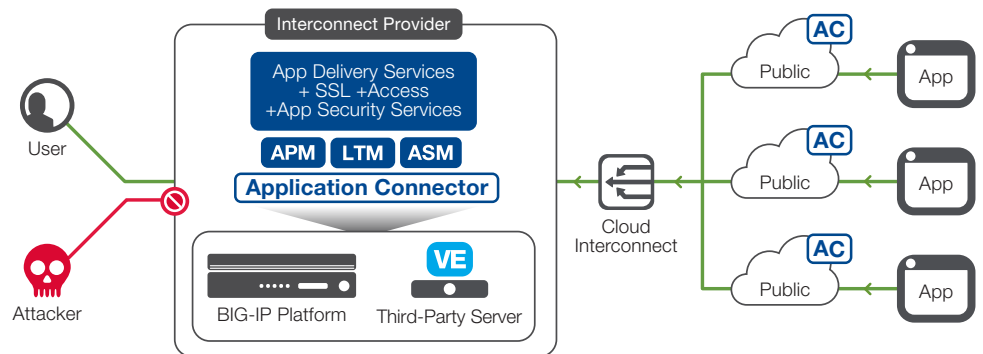 Interconnect Provider
App Delivery Services
+ SSL +Access
+App Security Services
APM LTM ASM
Application Connector
VE
BIG-IP Platform
Third-Party Server
User
Attacker
Cloud
Interconnect
AC
Public
App
AC
Public
App
AC
Public
App